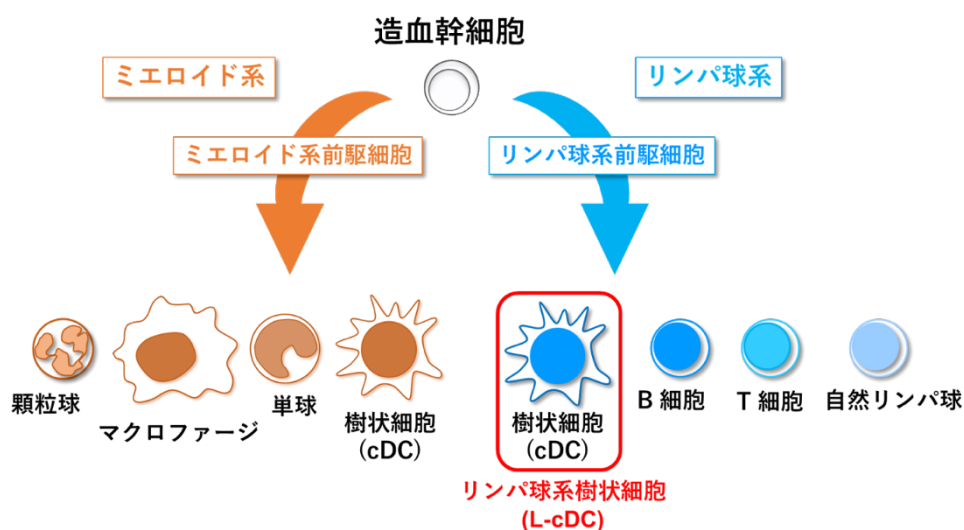 造血幹細胞
ミエロイド系
リンパ球系
ミエロイド系前駆細胞
リンパ球系前駆細胞
顆粒球
マクロファージ
単球
樹状細胞
(cDC)
樹状細胞
(cDC)
B 細胞
T 細胞
自然リンパ球
リンパ球系樹状細胞
(L-cDC)